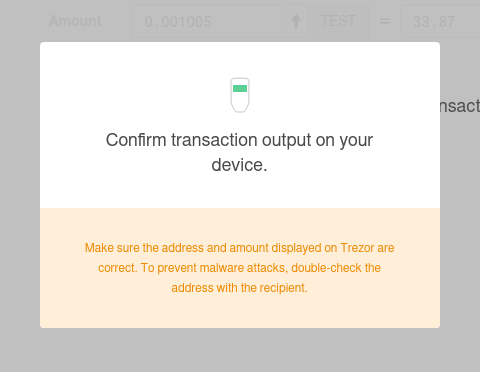 Amount 0.001005 TEST = 33.87
nsact
Confirm transaction output on your
device.
Make sure the address and amount displayed on Trezor are
correct. To prevent malware attacks, double-check the
address with the recipient.